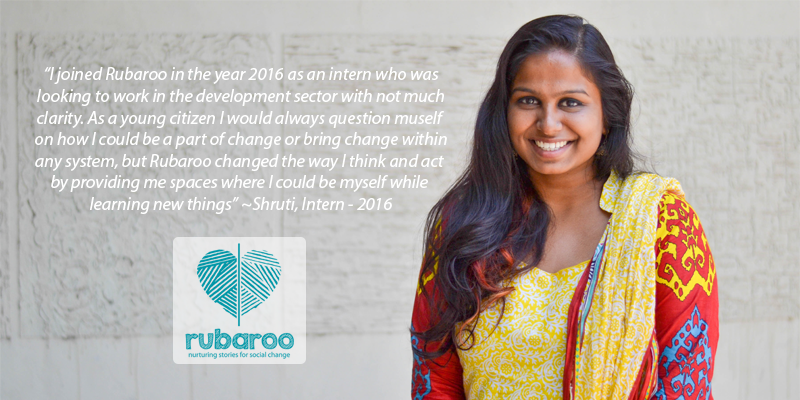 “I joined Rubaroo in the year 2016 as an intern who was
looking to work in the development sector with not much
clarity. As a young citizen I would always question muself
on how I could be a part of change or bring change within
any system, but Rubaroo changed the way I think and act
by providing me spaces where I could be myself while
learning new things” ~Shruti, Intern - 2016
rubaroo
nurturing stories for social change